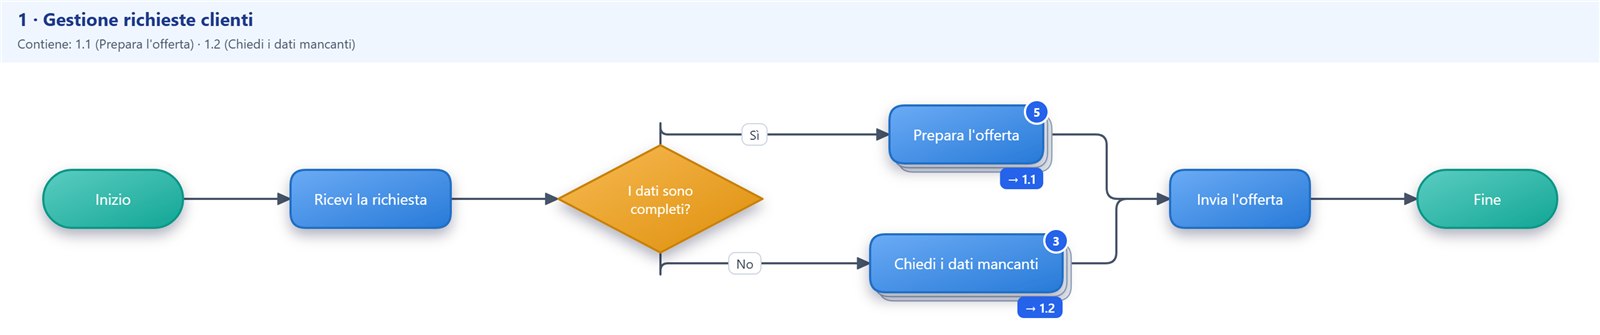 1 · Gestione richieste clienti
Contiene: 1.1 (Prepara l'offerta) · 1.2 (Chiedi i dati mancanti)
Inizio
Ricevi la richiesta
I dati sono
completi?
Sì
Prepara l'offerta
5
→ 1.1
No
Chiedi i dati mancanti
3
→ 1.2
Invia l'offerta
Fine